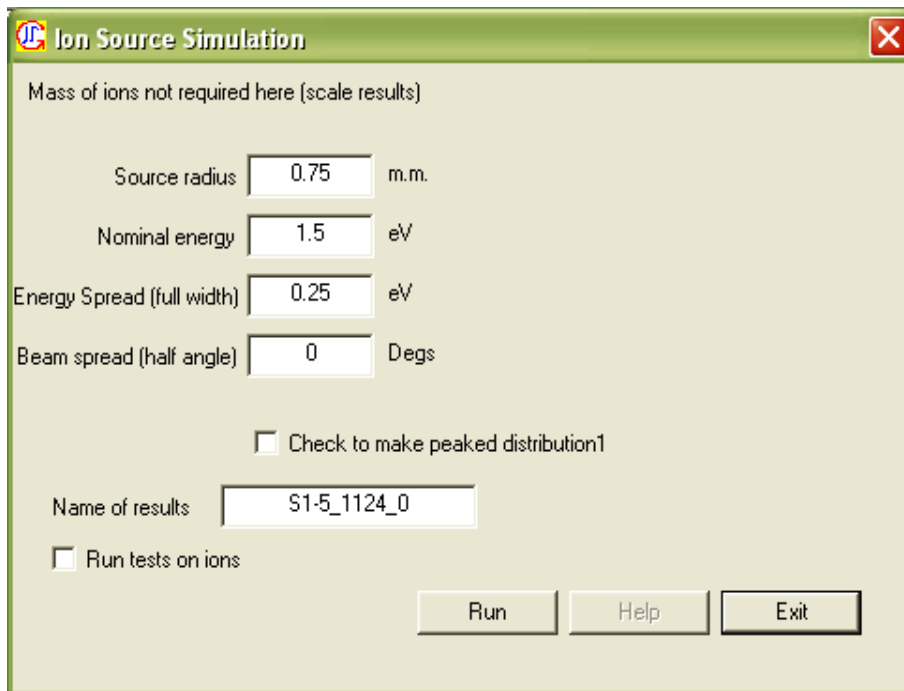 Ion Source Simulation
Mass of ions not required here (scale results)
Source radius 0.75 m.m.
Nominal energy 1.5 eV
Energy Spread (full width) 0.25 eV
Beam spread (half angle) 0 Degs
Check to make peaked distribution1
Name of results S1-5_1124_0
Run tests on ions
Run Help Exit